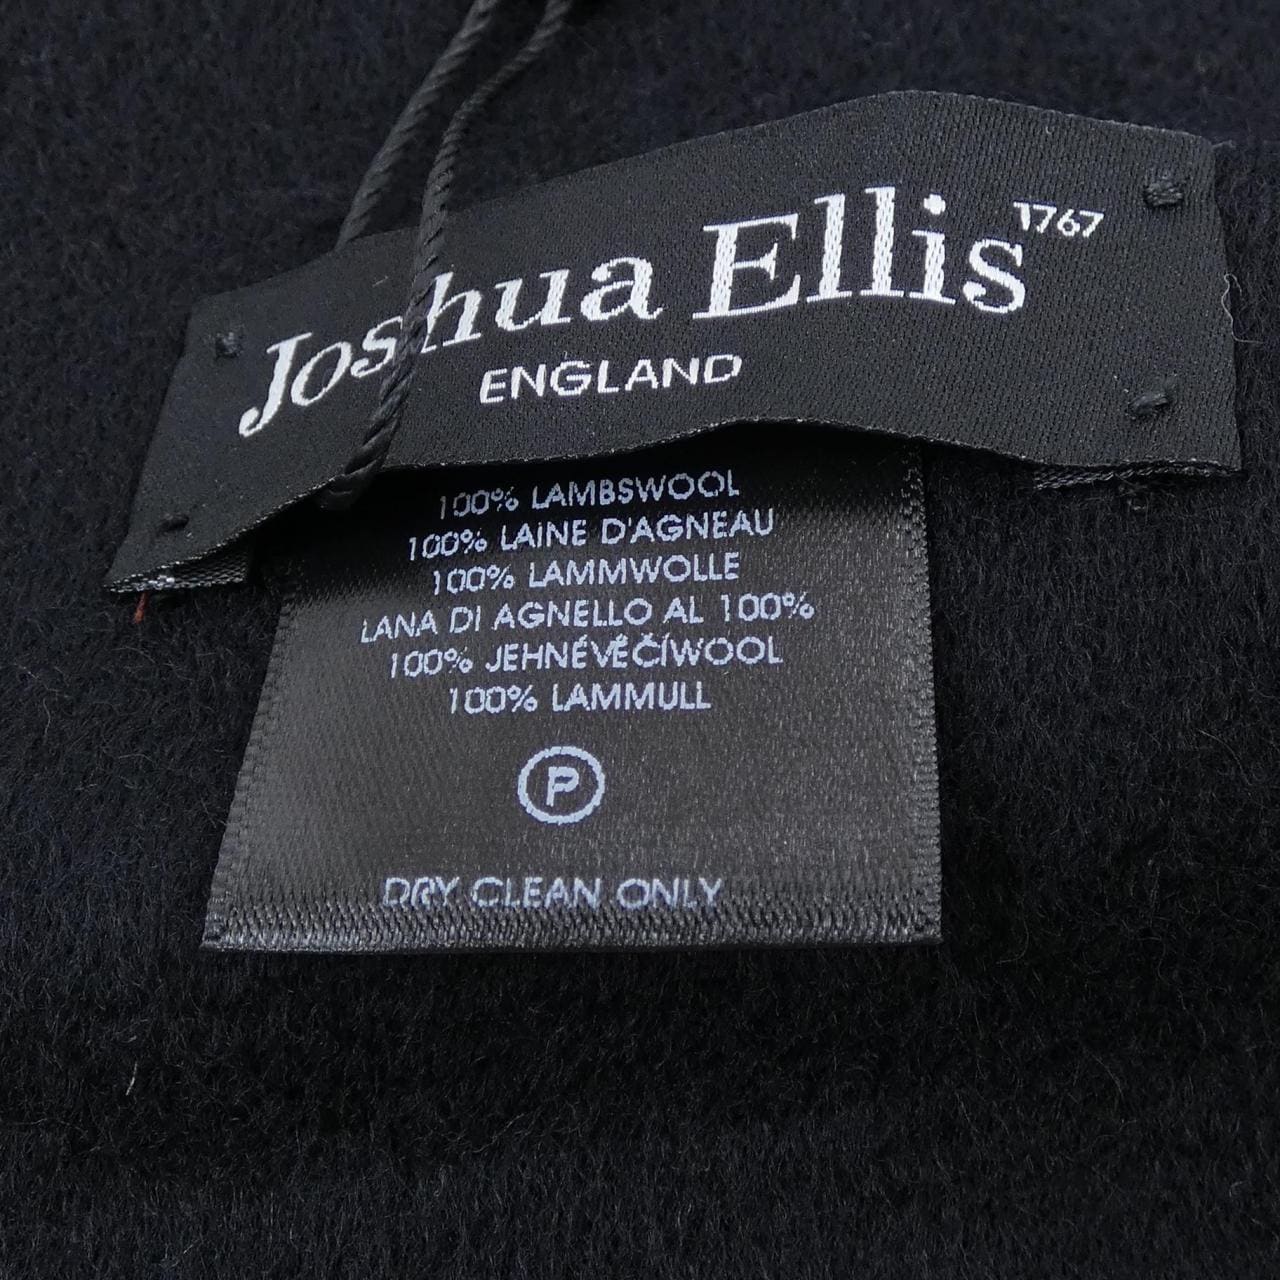 Joshua Ellis 1767
ENGLAND
100% LAMBSWOOL
100% LAINE D'AGNEAU
100% LAMMWOLLE
LANA DI AGNELLO AL 100%
100% JEHNÉVĚČÍWOOL
100% LAMMULL
P
DRY CLEAN ONLY